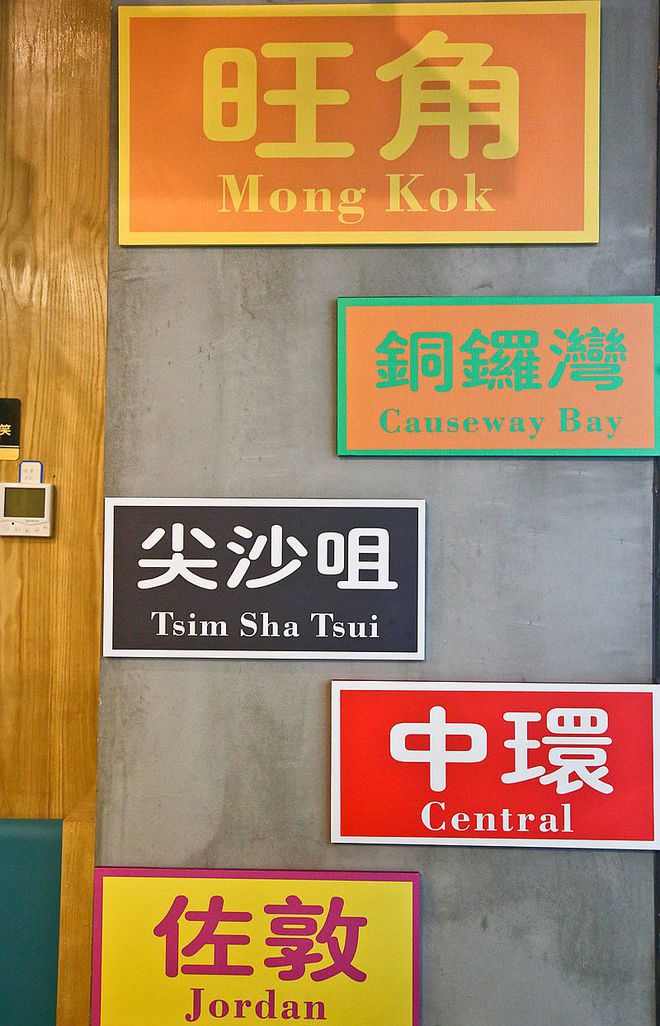 旺角
Mong Kok
銅鑼灣
Causeway Bay
尖沙咀
Tsim Sha Tsui
笑
中環
Central
佐敦
Jordan